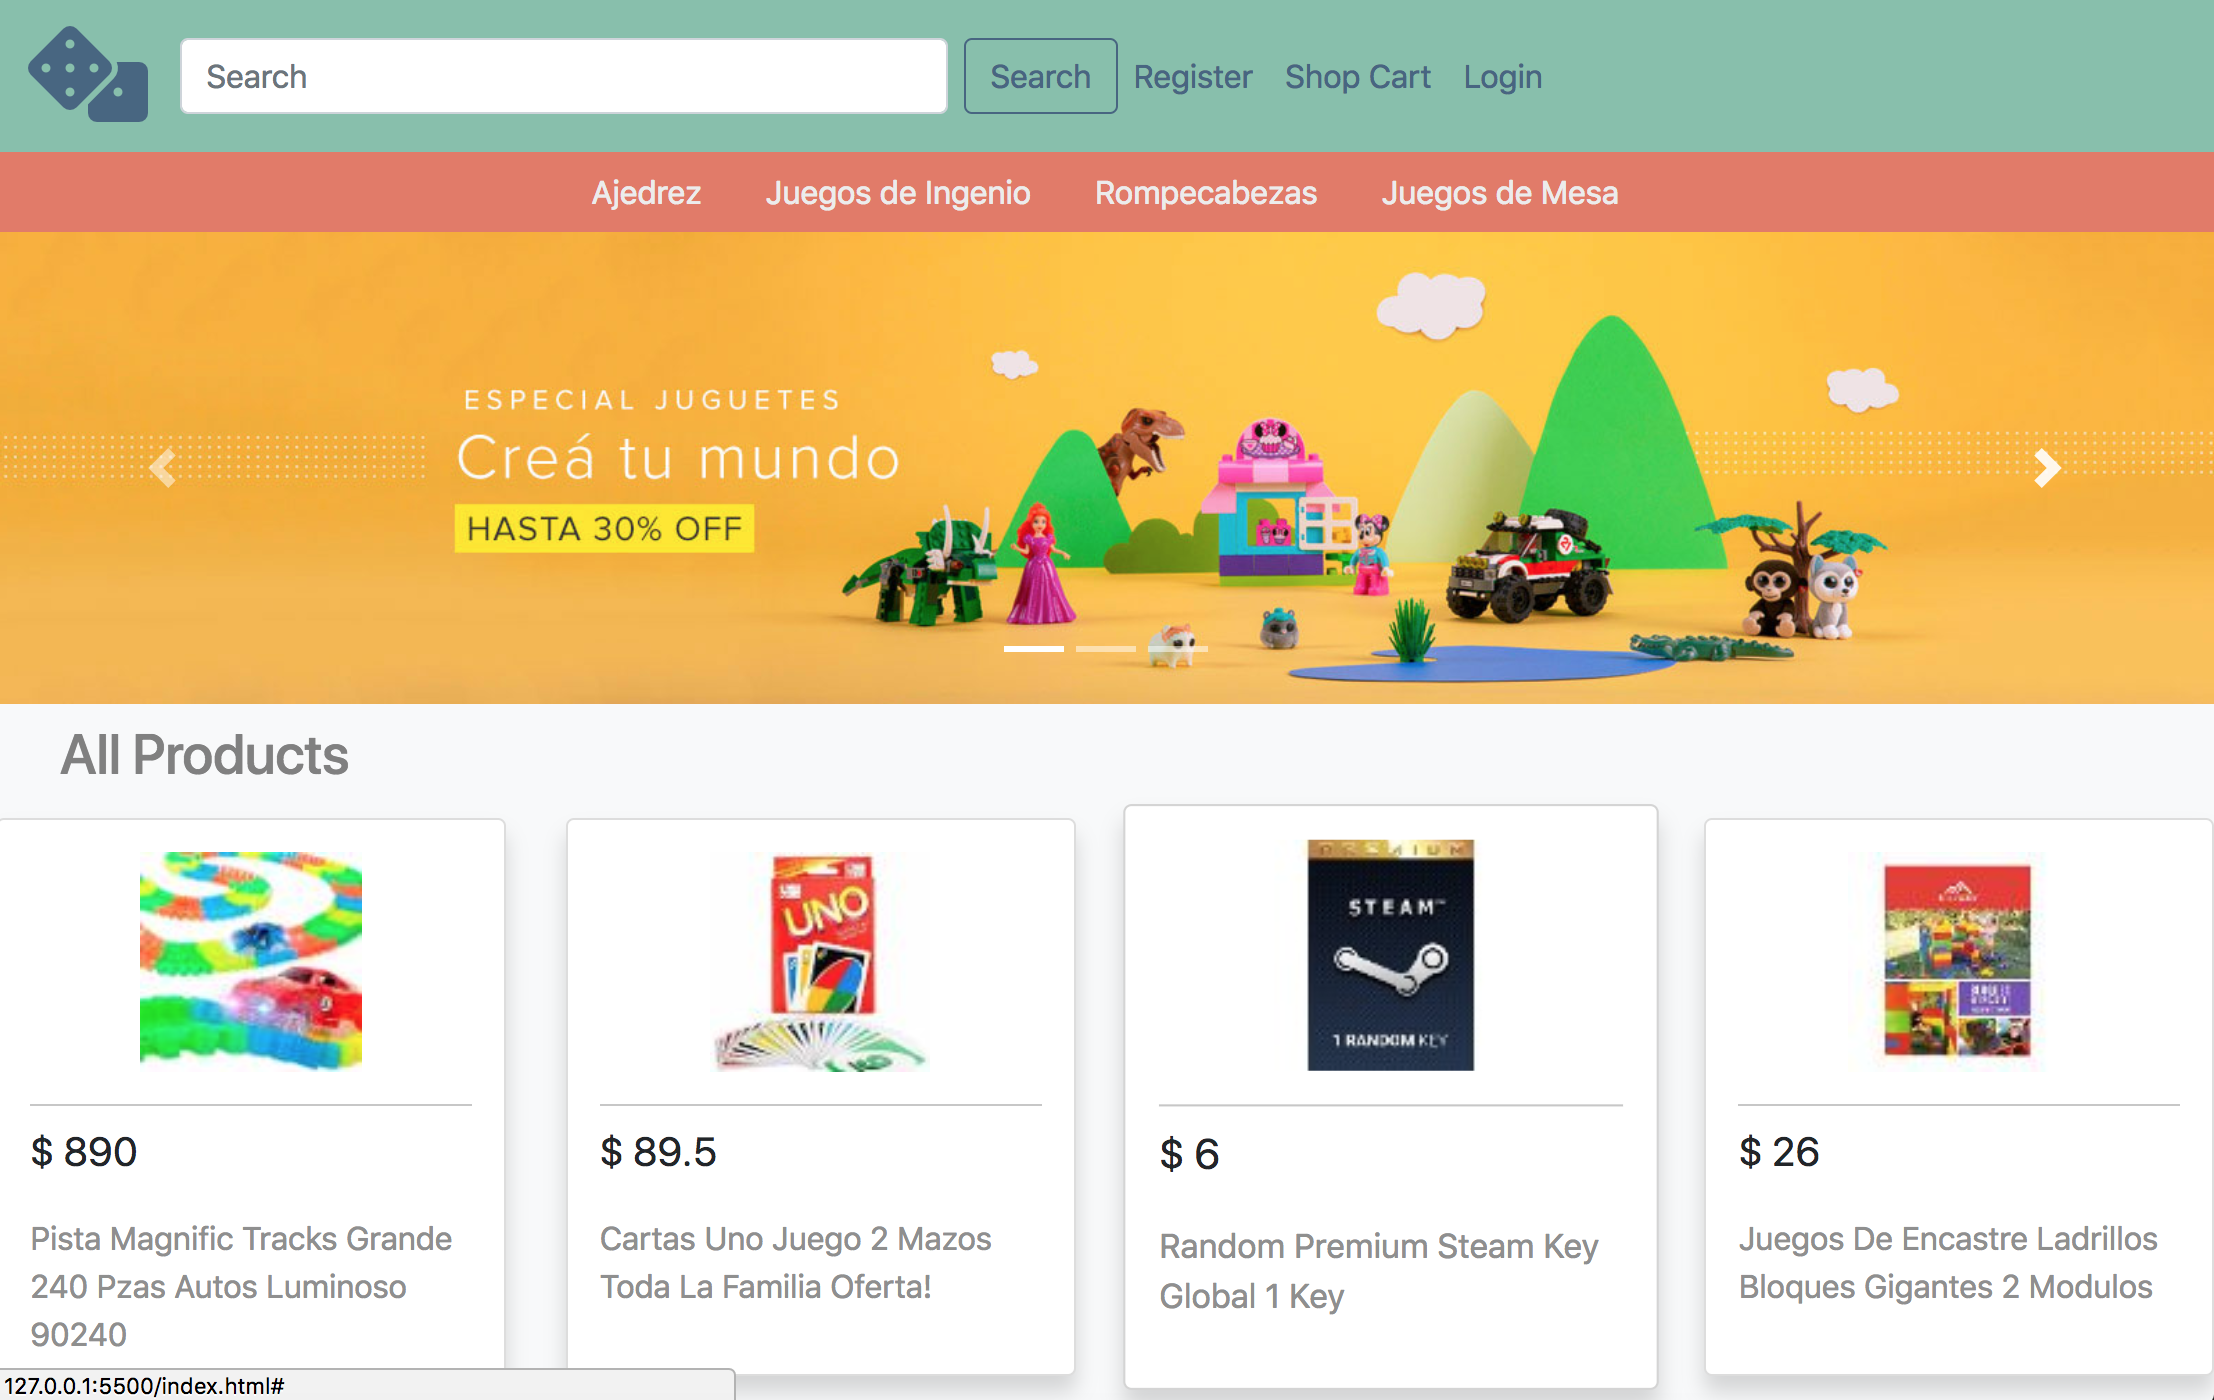 Search
Search
Register
Shop Cart
Login
Ajedrez
Juegos de Ingenio
Rompecabezas
Juegos de Mesa
ESPECIAL JUGUETES
Creá tu mundo
HASTA 30% OFF
All Products
UNO
PREMIUM
STEAM™
1 RANDOM KEY
$ 890
$ 89.5
$ 6
$ 26
Pista Magnific Tracks Grande
240 Pzas Autos Luminoso
90240
Cartas Uno Juego 2 Mazos
Toda La Familia Oferta!
Random Premium Steam Key
Global 1 Key
Juegos De Encastre Ladrillos
Bloques Gigantes 2 Modulos
127.0.0.1:5500/index.html#